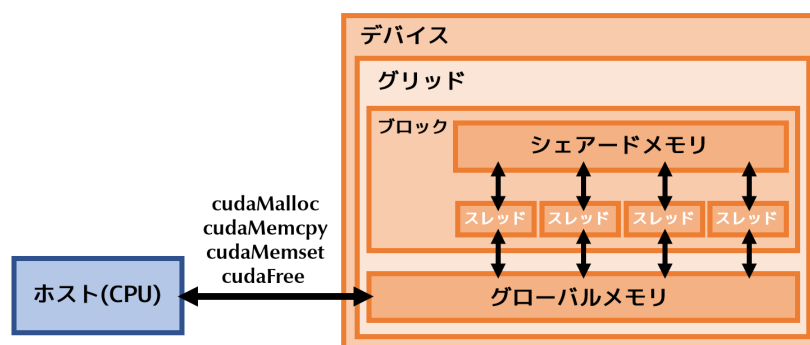 デバイス
グリッド
ブロック
シェアードメモリ
スレッド
スレッド
スレッド
スレッド
cudaMalloc
cudaMemcpy
cudaMemset
cudaFree
ホスト(CPU)
グローバルメモリ